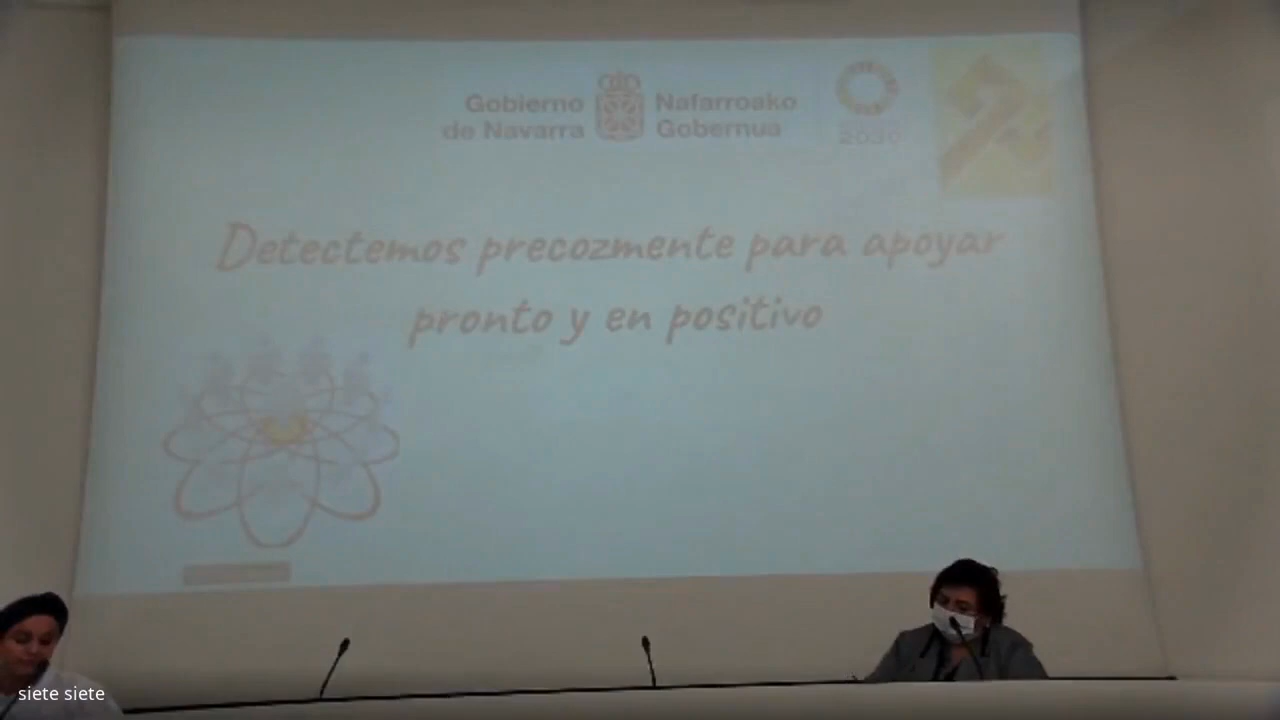 Gobierno
de Navarra
Nafarroako
Gobernua
2030
Detectemos precozmente para apoyar
pronto y en positivo
siete siete